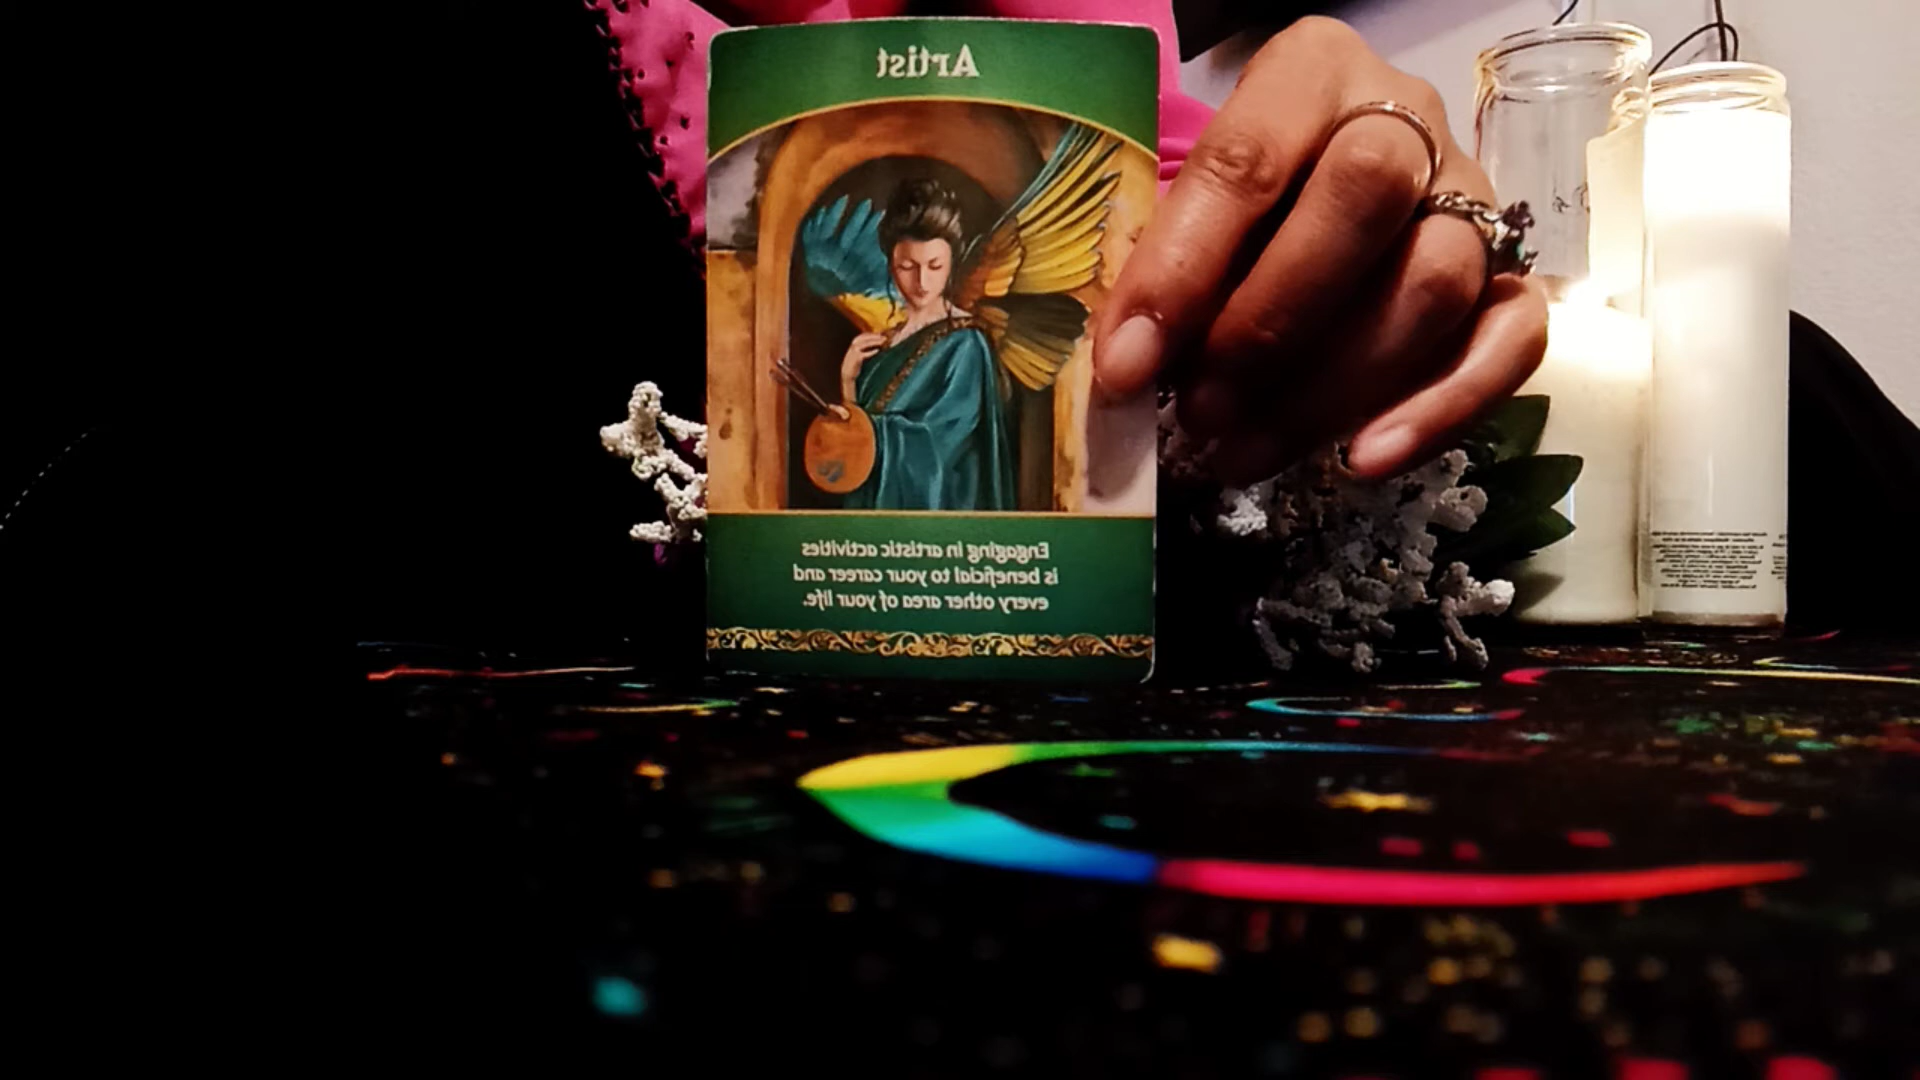 Artist
Engaging in artistic activities
is beneficial to your career and
every other area of your life.